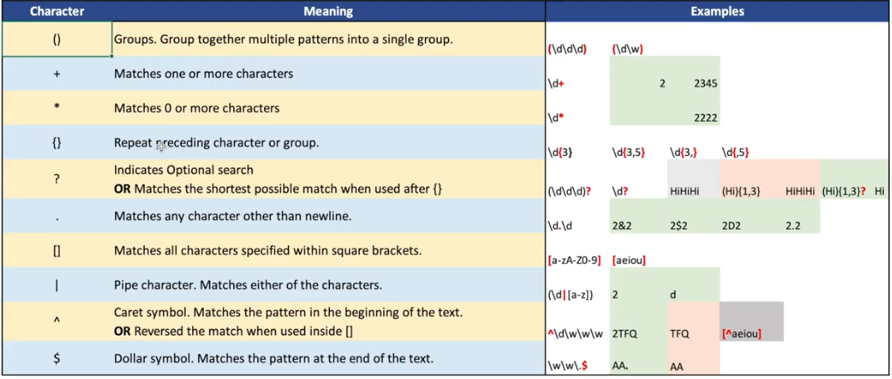 Character Meaning Examples
() Groups. Group together multiple patterns into a single group. (\d\d\d) (\d\w)
+ Matches one or more characters \d+ 2 2345
* Matches 0 or more characters \d* 2222
{} Repeat preceding character or group. \d{3} \d{3,5} \d{3,} \d{,5}
? Indicates Optional search
OR Matches the shortest possible match when used after {} (\d\d\d)? \d? HiHiHi (Hi){1,3} HiHiHi (Hi){1,3}? Hi
. Matches any character other than newline. \d.\d 2&2 2$2 2D2 2.2
[] Matches all characters specified within square brackets. [a-zA-Z0-9] [aeiou]
| Pipe character. Matches either of the characters. (\d|[a-z]) 2 d
^ Caret symbol. Matches the pattern in the beginning of the text.
OR Reversed the match when used inside [] ^\d\w\w\w 2TFQ TFQ [^aeiou]
$ Dollar symbol. Matches the pattern at the end of the text. \w\w\.$ AA. AA